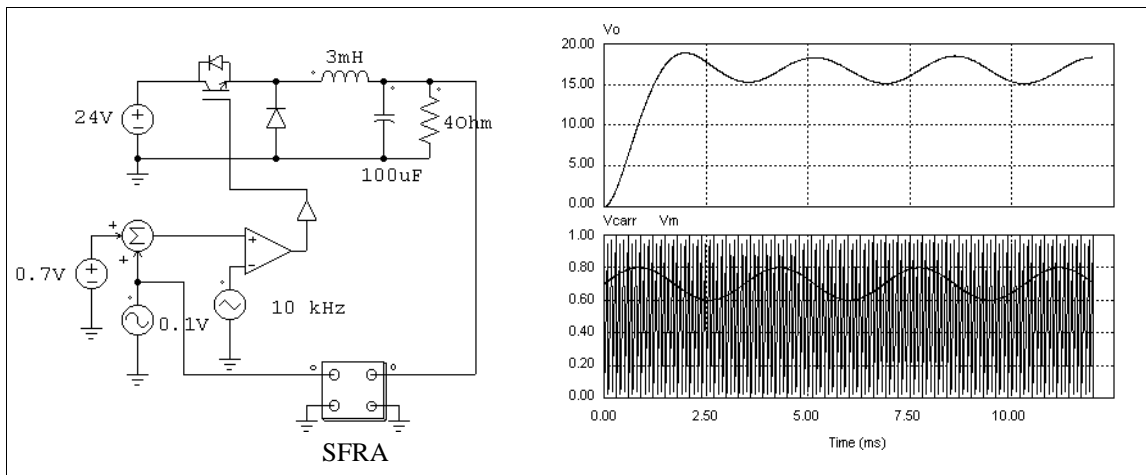 3mH
24V
4Ohm
100uF
+
Σ
+
+
−
0.7V
0.1V
10 kHz
SFRA
Vo
20.00
15.00
10.00
5.00
0.00
Vcarr Vm
1.00
0.80
0.60
0.40
0.20
0.00
0.00 2.50 5.00 7.50 10.00
Time (ms)